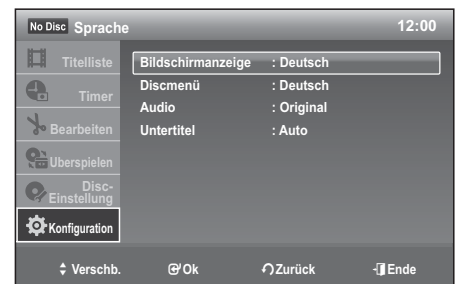 No Disc Sprache 12:00
Titelliste
Timer
Bearbeiten
Uberspielen
Disc-
Einstellung
Konfiguration
Bildschirmanzeige : Deutsch
Discmenü : Deutsch
Audio : Original
Untertitel : Auto
Verschb. Ok Zurück Ende